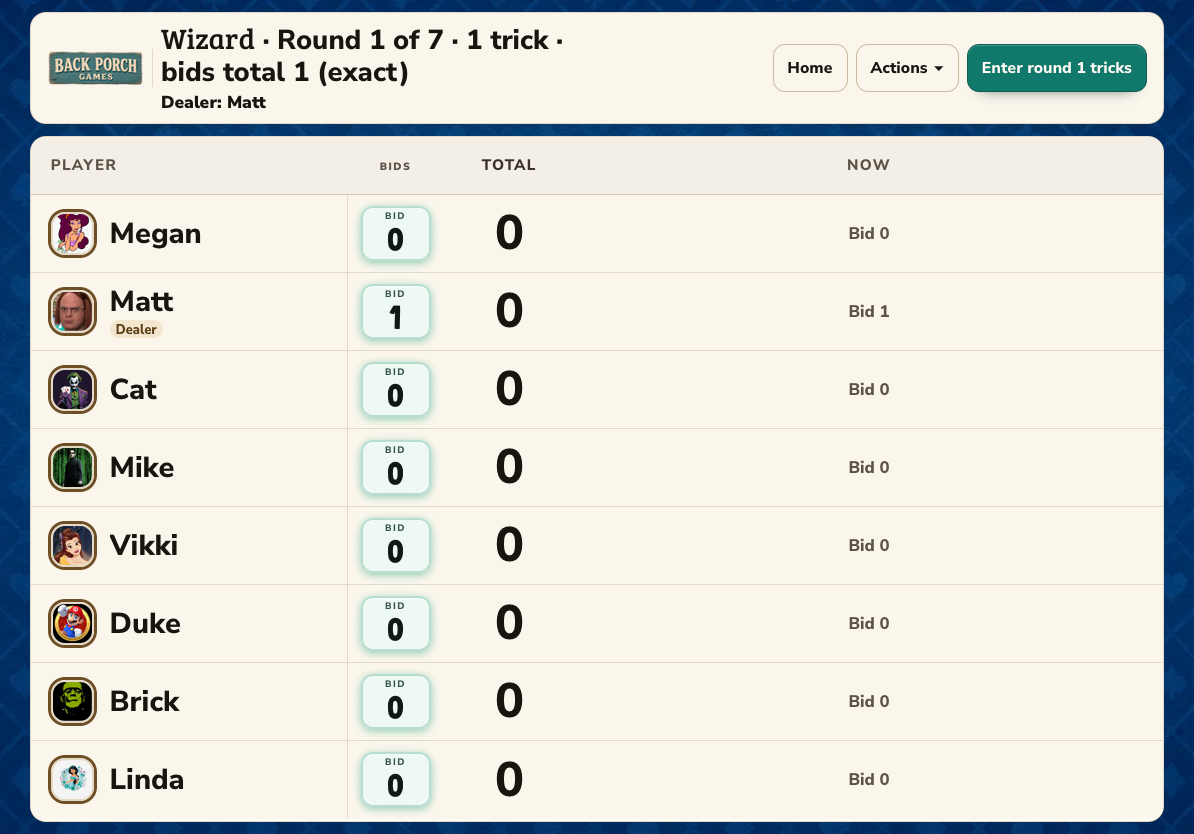 BACK PORCH
GAMES
Wizard · Round 1 of 7 · 1 trick ·
bids total 1 (exact)
Dealer: Matt
Home
Actions
Enter round 1 tricks
PLAYER BIDS TOTAL NOW
Megan BID 0 0 Bid 0
Matt BID 1 0 Bid 1
Dealer
Cat BID 0 0 Bid 0
Mike BID 0 0 Bid 0
Vikki BID 0 0 Bid 0
Duke BID 0 0 Bid 0
Brick BID 0 0 Bid 0
Linda BID 0 0 Bid 0